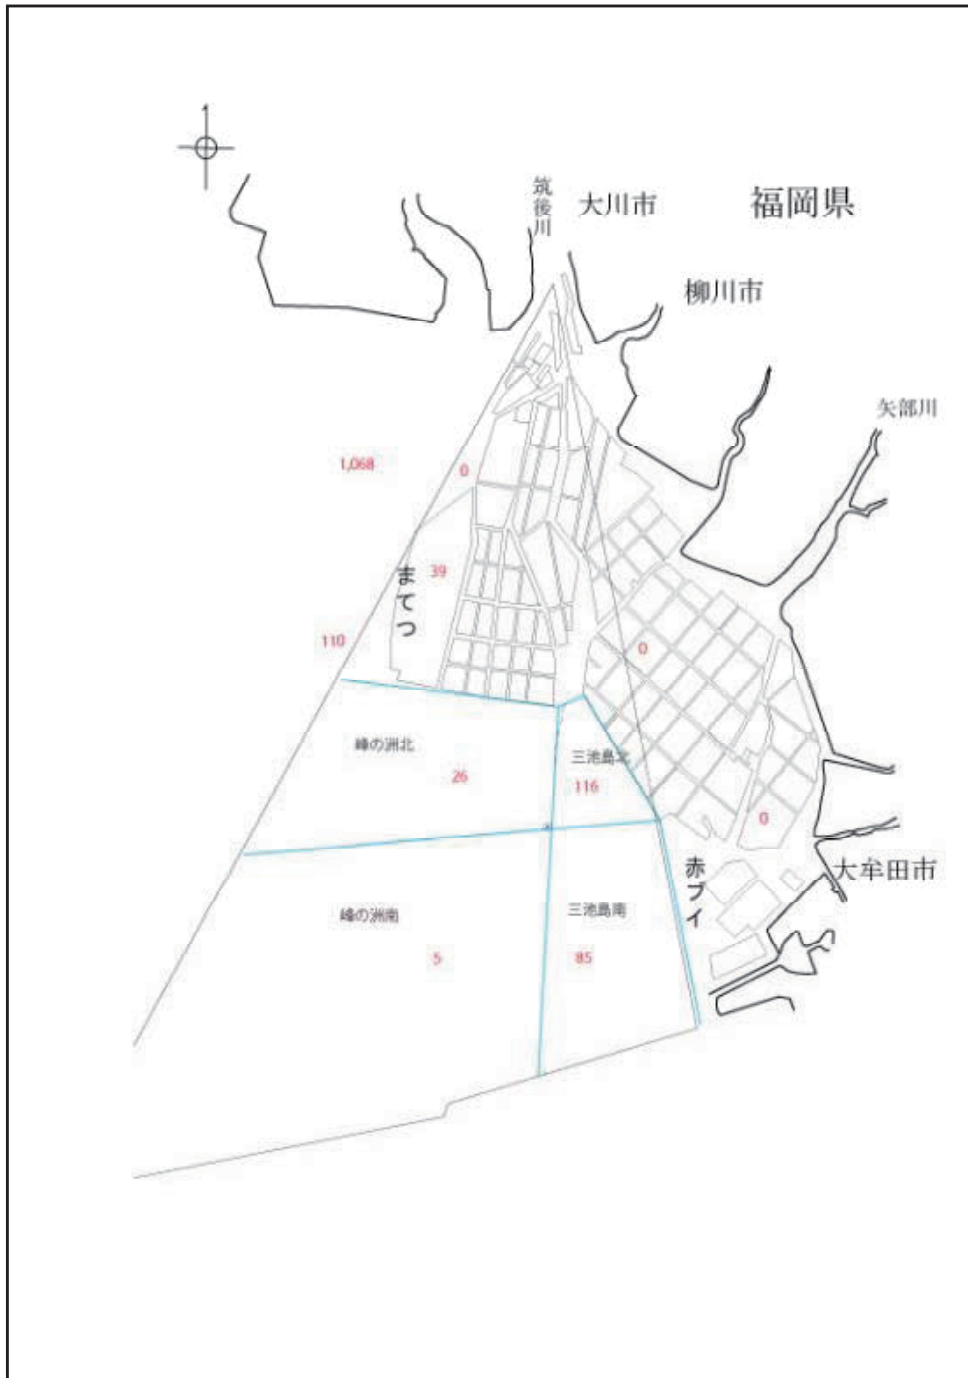 筑後川
大川市
福岡県
柳川市
矢部川
1,068
0
まてつ
39
110
0
峰の洲北
26
三池島北
116
0
赤ブイ
大牟田市
峰の洲南
三池島南
5
85